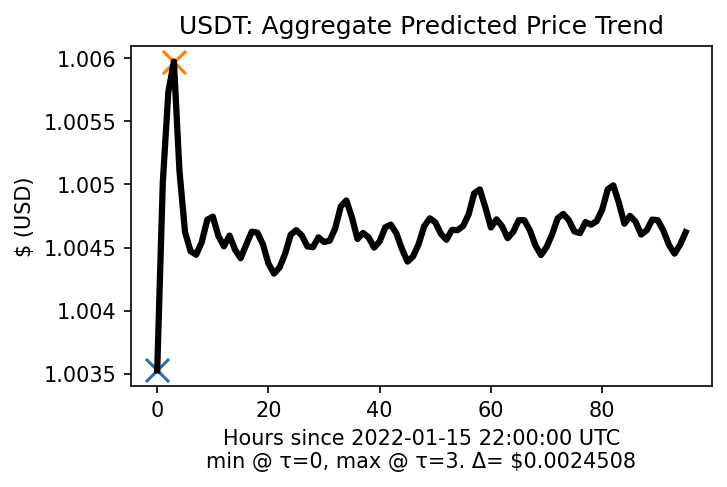 USDT: Aggregate Predicted Price Trend
1.006
1.0055
1.005
1.0045
1.004
1.0035
$ (USD)
0 20 40 60 80
Hours since 2022-01-15 22:00:00 UTC
min @ τ=0, max @ τ=3. Δ= $0.0024508